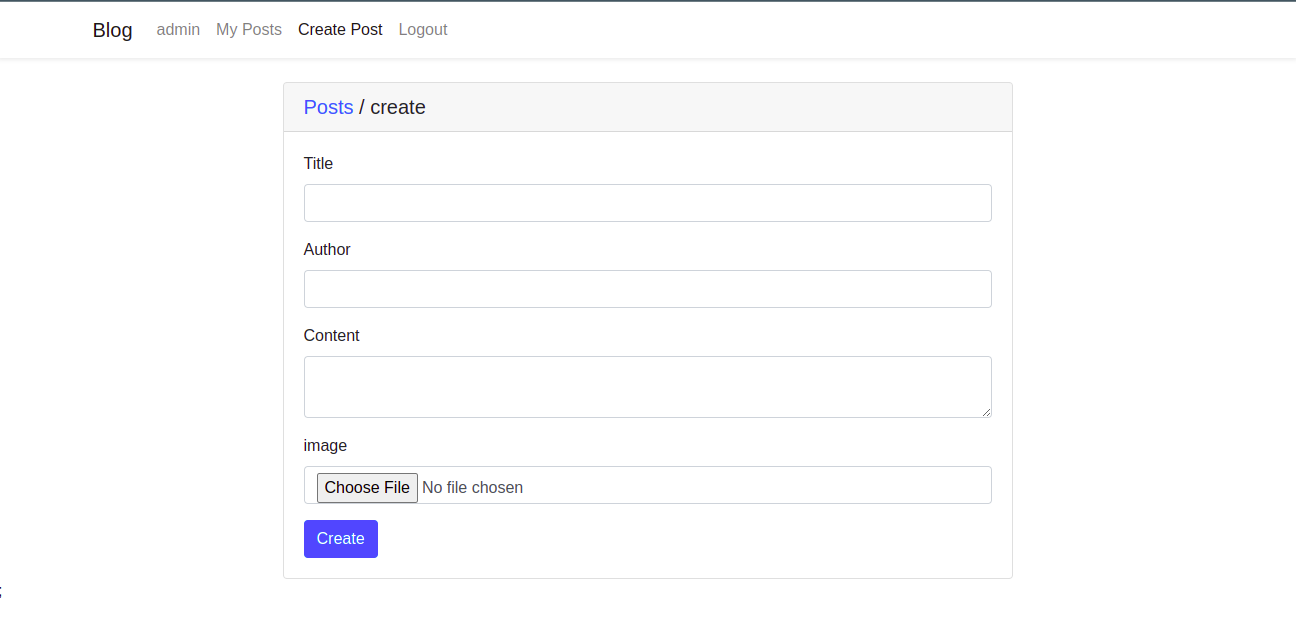 Blog admin My Posts Create Post Logout
Posts / create
Title
Author
Content
image
Choose File No file chosen
Create
;